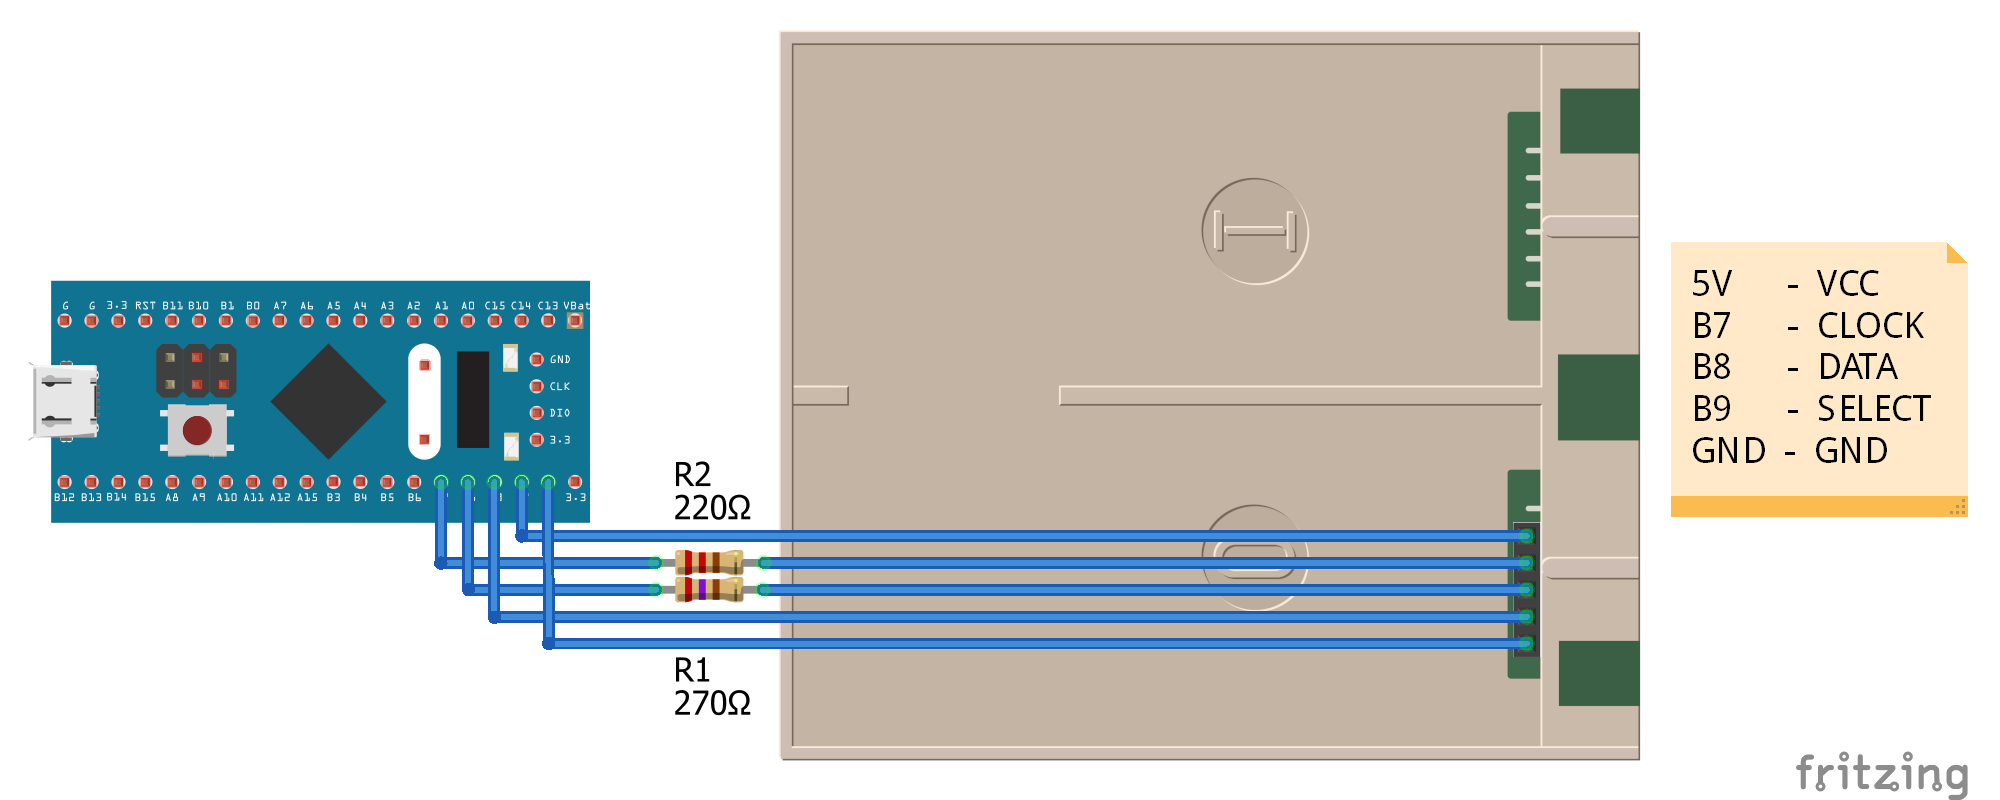 G G 3.3 RST B11 B10 B1 B0 A7 A6 A5 A4 A3 A2 A1 A0 C15 C14 C13 VBat
GND
CLK
DIO
3.3
B12 B13 B14 B15 A8 A9 A10 A11 A12 A15 B3 B4 B5 B6 3.3
R2
220Ω
R1
270Ω
5V - VCC
B7 - CLOCK
B8 - DATA
B9 - SELECT
GND - GND
fritzing